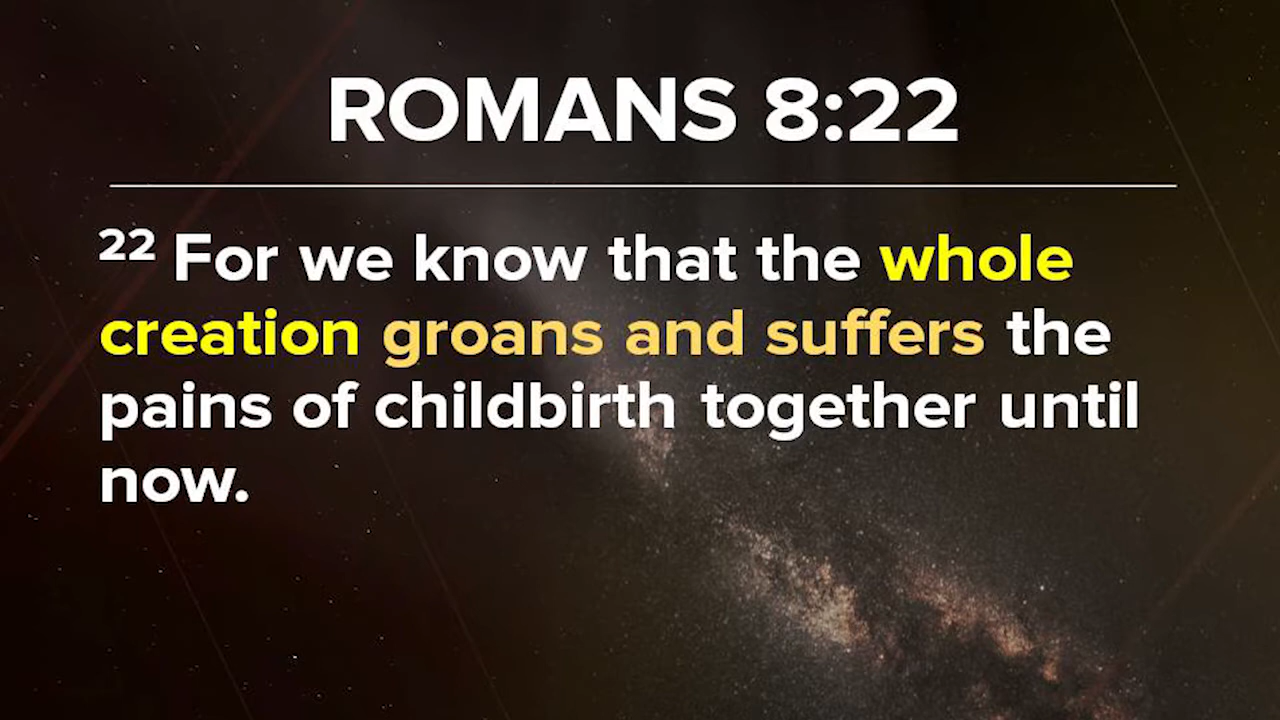 ROMANS 8:22
22 For we know that the whole
creation groans and suffers the
pains of childbirth together until
now.